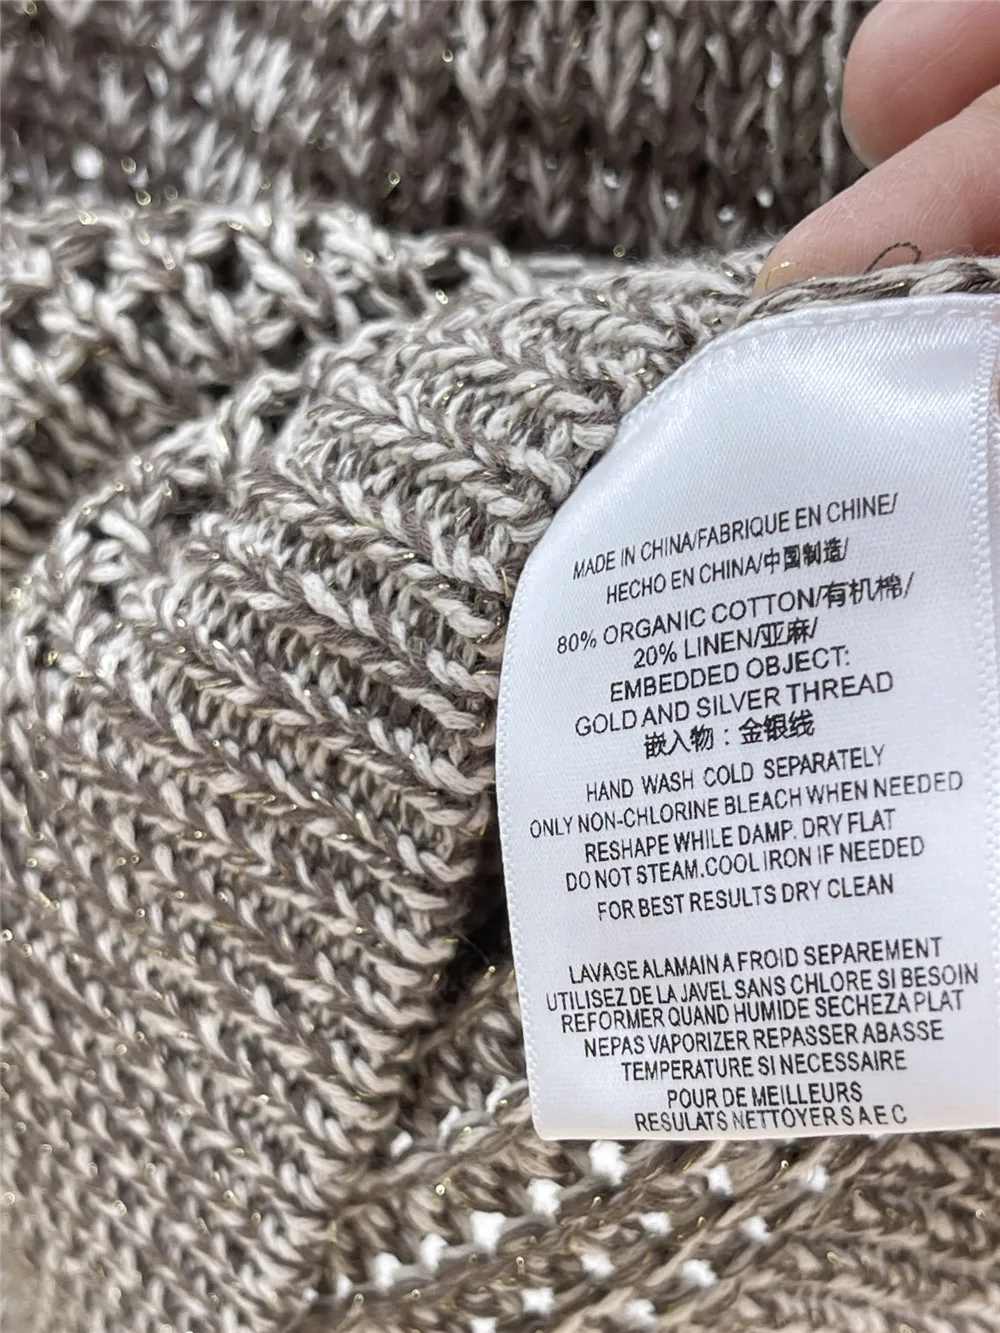 MADE IN CHINA/FABRIQUE EN CHINE/
HECHO EN CHINA/中国制造/
80% ORGANIC COTTON/有机棉/
20% LINEN/亚麻/
EMBEDDED OBJECT:
GOLD AND SILVER THREAD
嵌入物：金银线
HAND WASH COLD SEPARATELY
ONLY NON-CHLORINE BLEACH WHEN NEEDED
RESHAPE WHILE DAMP. DRY FLAT
DO NOT STEAM.COOL IRON IF NEEDED
FOR BEST RESULTS DRY CLEAN
LAVAGE ALAMAIN A FROID SEPAREMENT
UTILISEZ DE LA JAVEL SANS CHLORE SI BESOIN
REFORMER QUAND HUMIDE SECHEZA PLAT
NEPAS VAPORIZER REPASSER ABASSE
TEMPERATURE SI NECESSAIRE
POUR DE MEILLEURS
RESULATS NETTOYER SA E C